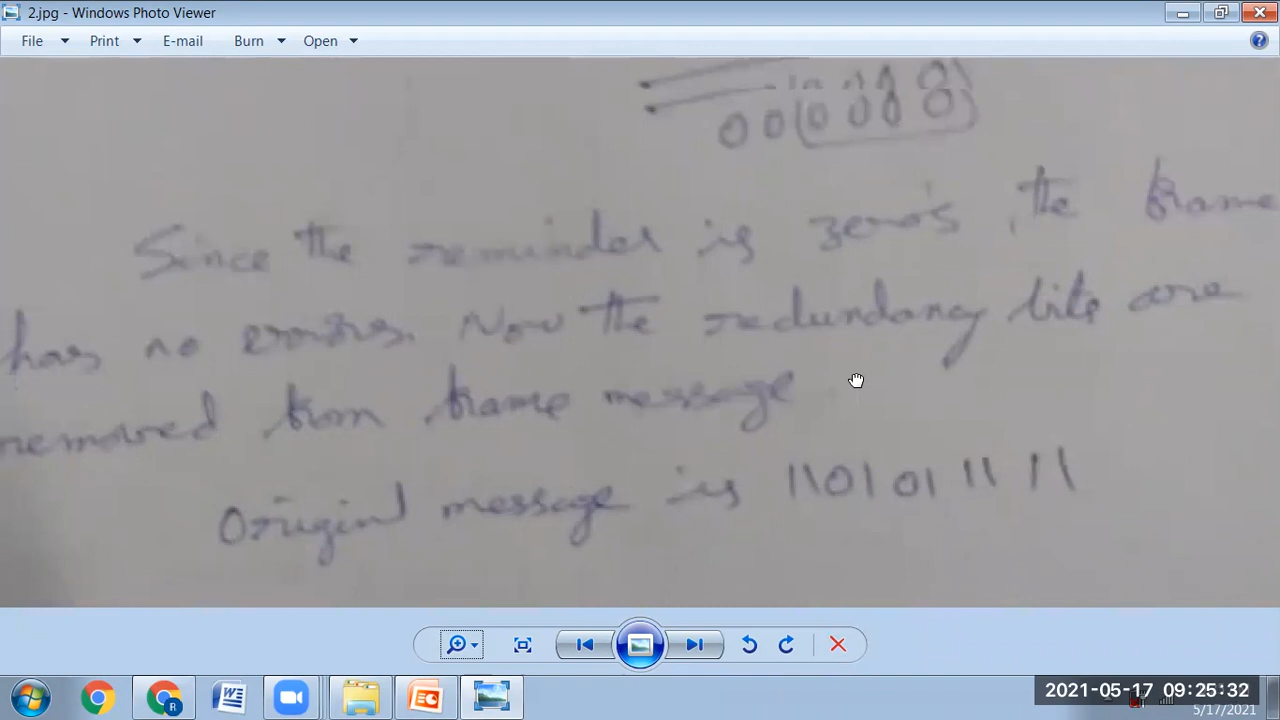 2.jpg - Windows Photo Viewer
File Print E-mail Burn Open
00(0000
Since the reminder is zero's, the frame
has no errors. Now the redundancy bits are
removed from frame message
Original message is 1101011111
2021-05-17 09:25:32
5/17/2021